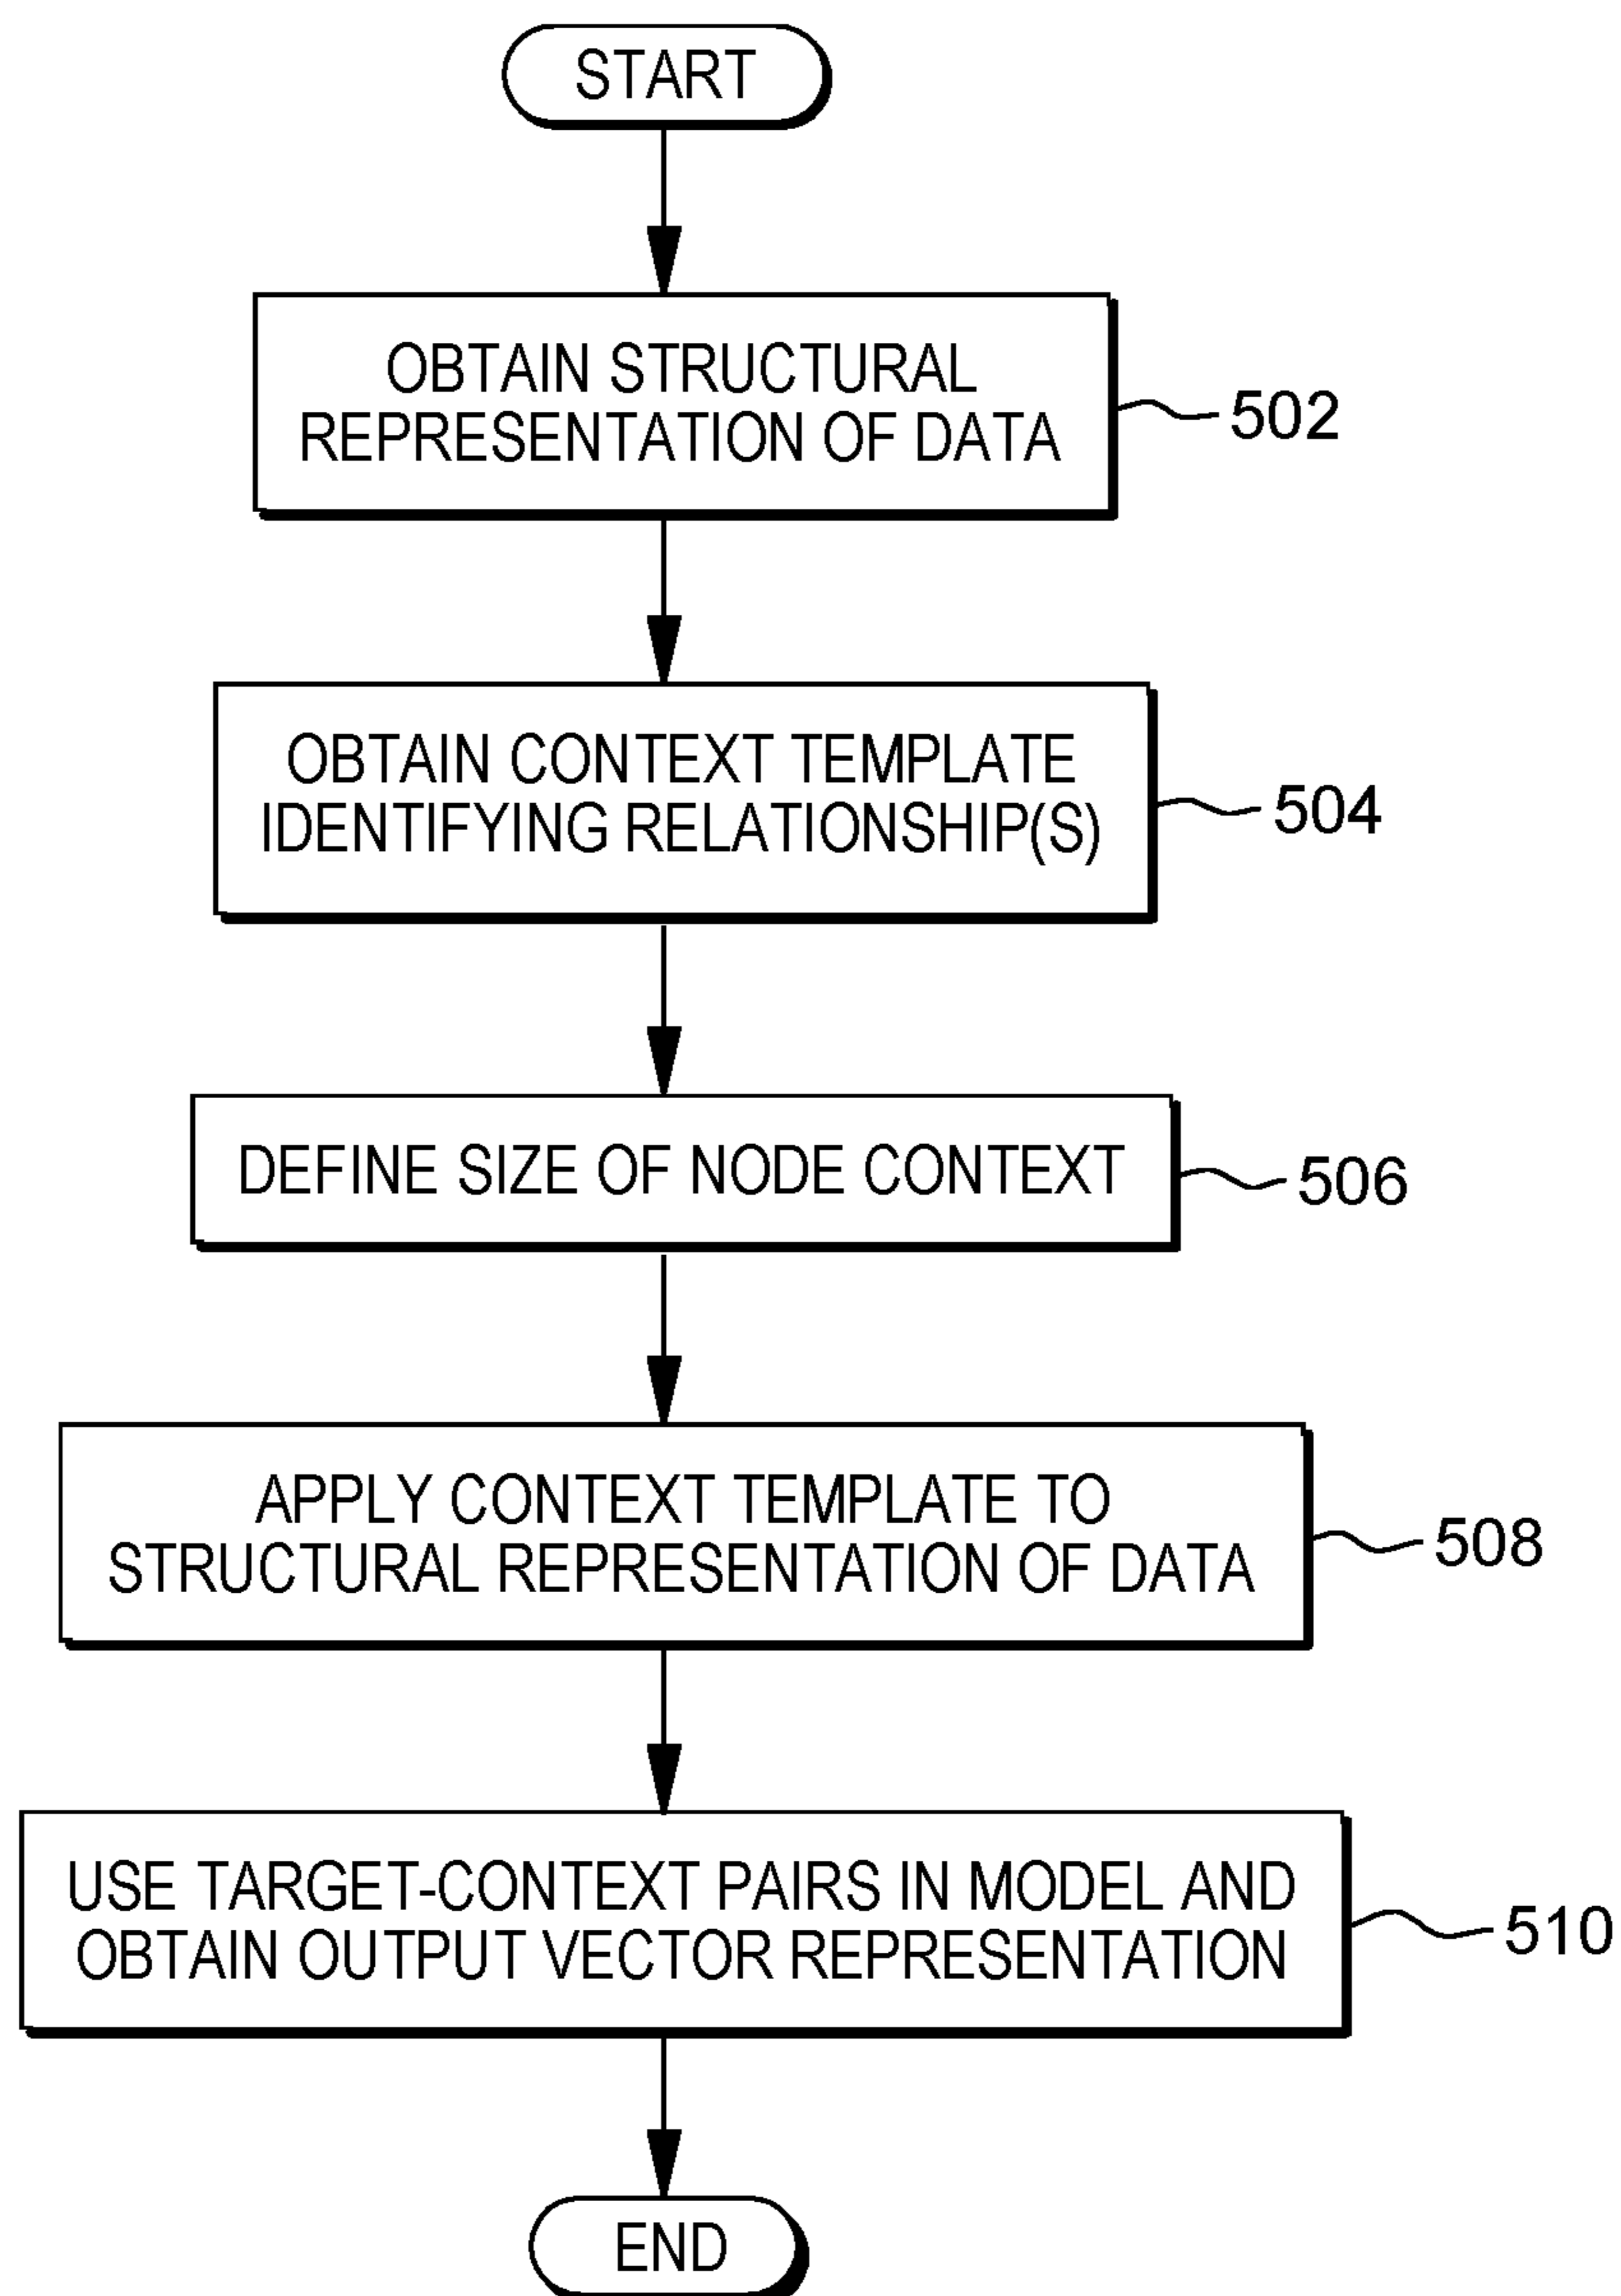 START
OBTAIN STRUCTURAL
REPRESENTATION OF DATA
502
OBTAIN CONTEXT TEMPLATE
IDENTIFYING RELATIONSHIP(S)
504
DEFINE SIZE OF NODE CONTEXT
506
APPLY CONTEXT TEMPLATE TO
STRUCTURAL REPRESENTATION OF DATA
508
USE TARGET-CONTEXT PAIRS IN MODEL AND
OBTAIN OUTPUT VECTOR REPRESENTATION
510
END